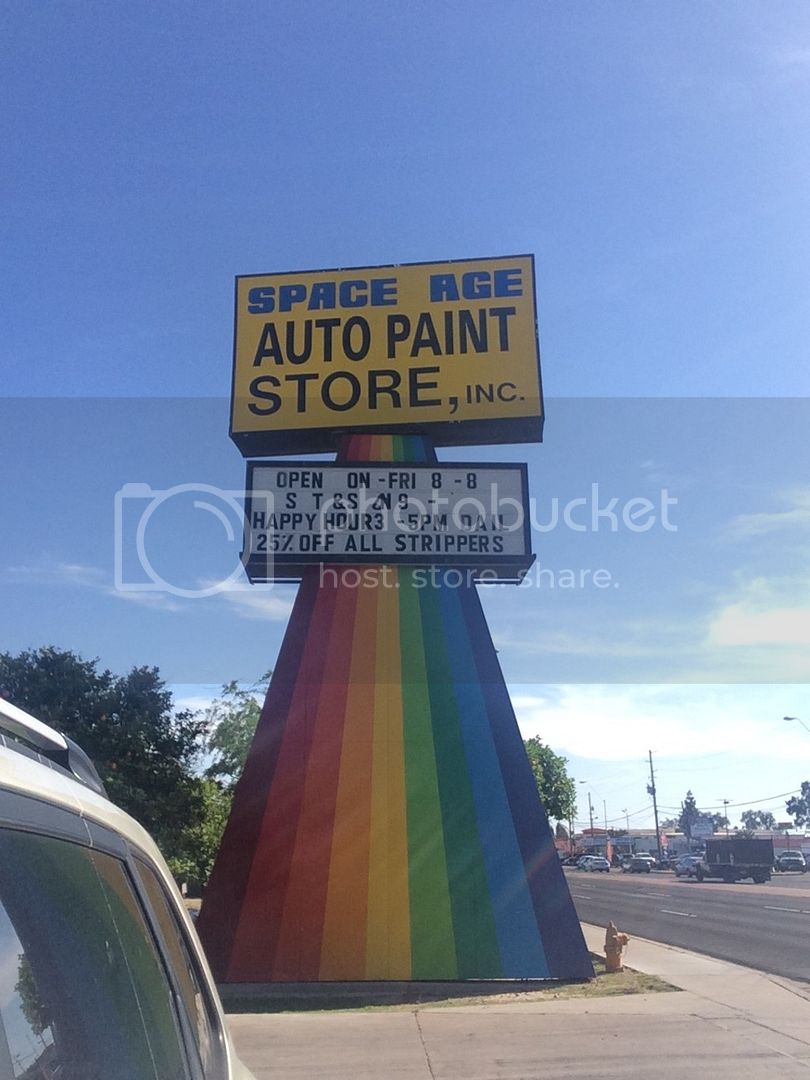 SPACE AGE
AUTO PAINT
STORE, INC.
OPEN ON-FRI 8-8
S T&S N 9 -
HAPPY HOUR3 -5PM DAI
25% OFF ALL STRIPPERS
photobucket
host. store. share.